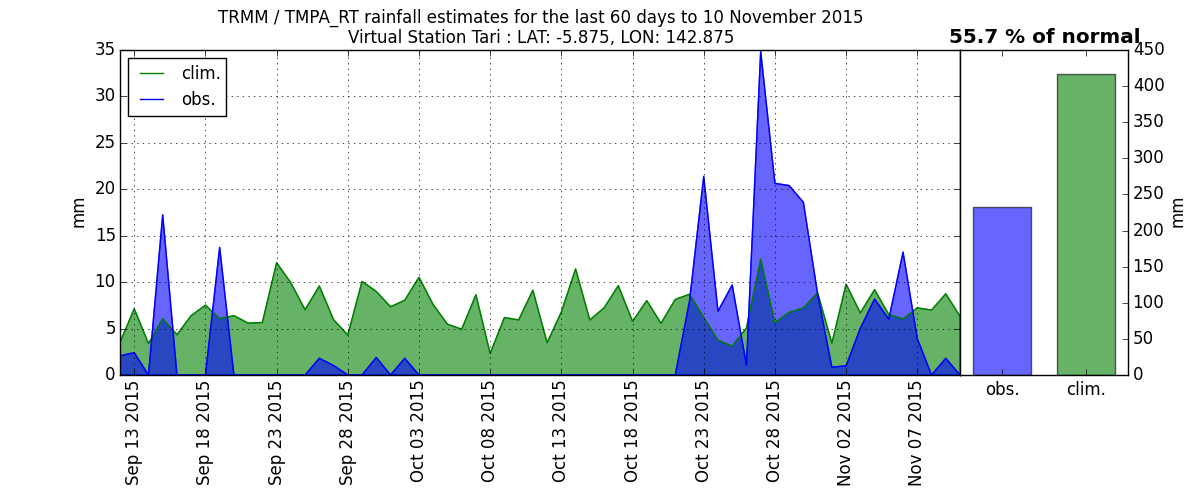 TRMM / TMPA_RT rainfall estimates for the last 60 days to 10 November 2015
Virtual Station Tari : LAT: -5.875, LON: 142.875
55.7 % of normal
clim.
obs.
mm
35
30
25
20
15
10
5
0
Sep 13 2015
Sep 18 2015
Sep 23 2015
Sep 28 2015
Oct 03 2015
Oct 08 2015
Oct 13 2015
Oct 18 2015
Oct 23 2015
Oct 28 2015
Nov 02 2015
Nov 07 2015
450
400
350
300
250
200
150
100
50
0
mm
obs.
clim.